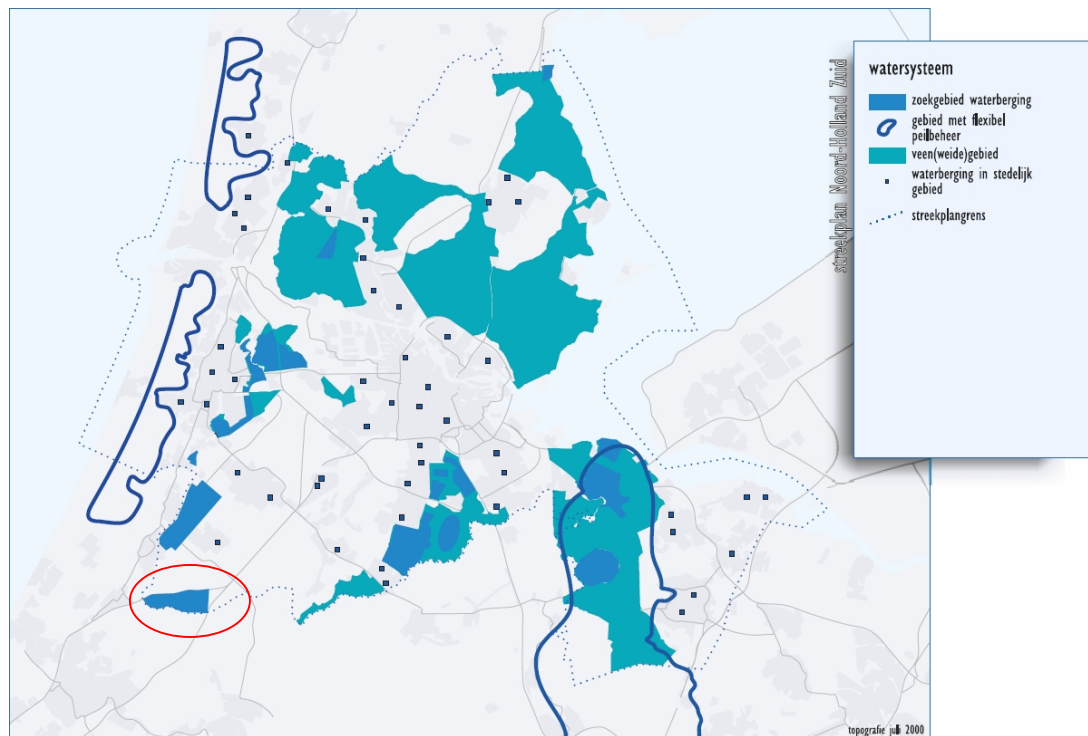 watersysteem
zoekgebied waterberging
gebied met flexibel
peilbeheer
veen(weide)gebied
waterberging in stedelijk
gebied
streekplangrens
streekplan Noord-Holland Zuid
topografie juli 2000